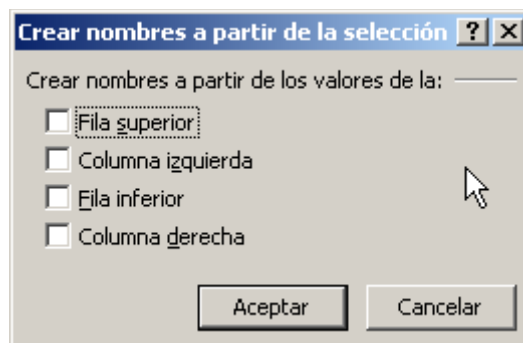 Crear nombres a partir de la selección ? X
Crear nombres a partir de los valores de la:
Fila superior
Columna izquierda
Fila inferior
Columna derecha
Aceptar Cancelar